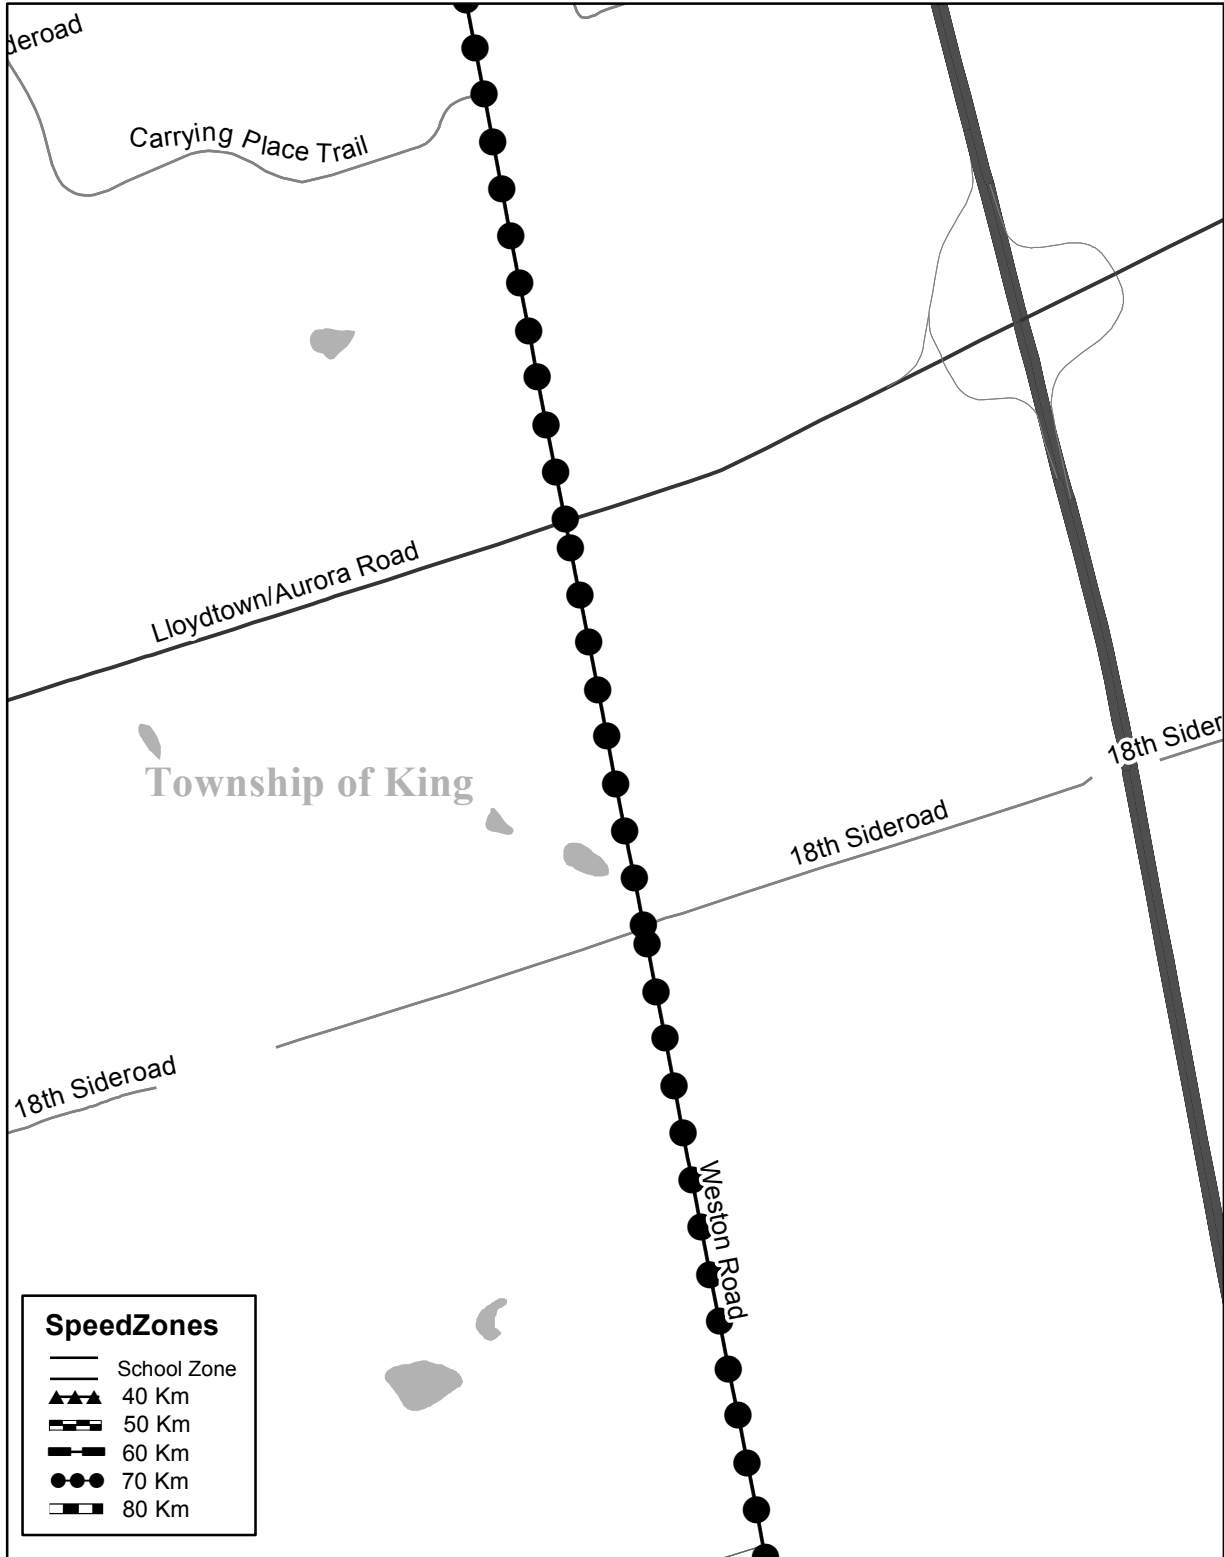 deroad
Carrying Place Trail
Lloydtown/Aurora Road
18th Sider
Township of King
18th Sideroad
18th Sideroad
Weston Road
SpeedZones
School Zone
40 Km
50 Km
60 Km
70 Km
80 Km